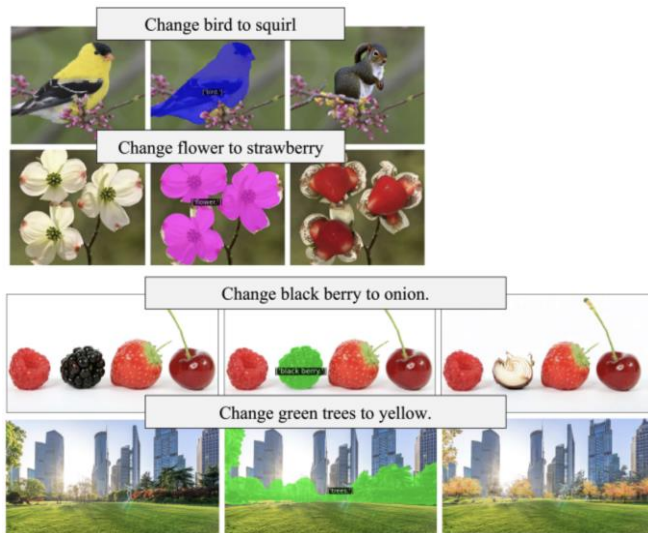 Change bird to squirl
['bird']
Change flower to strawberry
['flower']
Change black berry to onion.
['black berry']
Change green trees to yellow.
['trees']